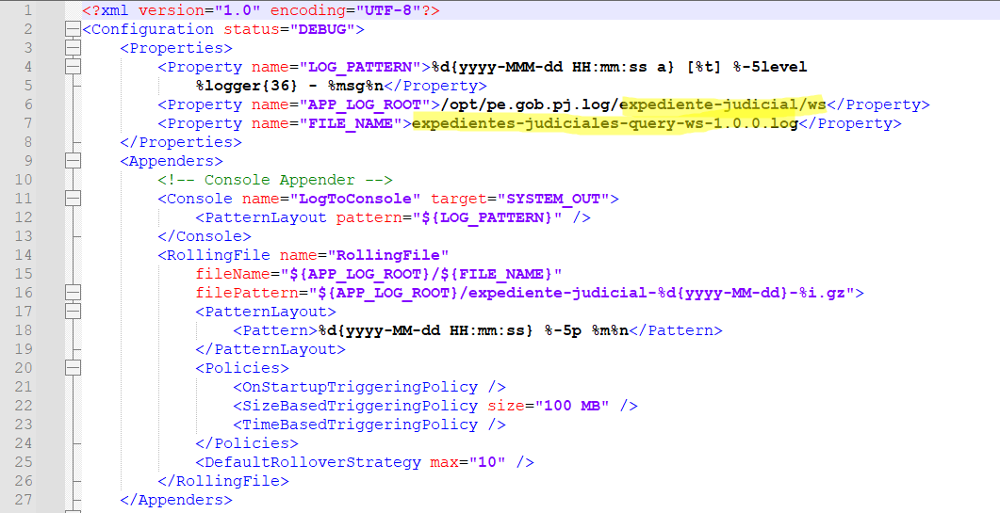 1 <?xml version="1.0" encoding="UTF-8"?>
2 <Configuration status="DEBUG">
3 <Properties>
4 <Property name="LOG_PATTERN">%d{yyyy-MMM-dd HH:mm:ss a} [%t] %-5level
5 %logger{36} - %msg%n</Property>
6 <Property name="APP_LOG_ROOT">/opt/pe.gob.pj.log/expediente-judicial/ws</Property>
7 <Property name="FILE_NAME">expedientes-judiciales-query-ws-1.0.0.log</Property>
8 </Properties>
9 <Appenders>
10 <!-- Console Appender -->
11 <Console name="LogToConsole" target="SYSTEM_OUT">
12 <PatternLayout pattern="${LOG_PATTERN}" />
13 </Console>
14 <RollingFile name="RollingFile"
15 fileName="${APP_LOG_ROOT}/${FILE_NAME}"
16 filePattern="${APP_LOG_ROOT}/expediente-judicial-%d{yyyy-MM-dd}-%i.gz">
17 <PatternLayout>
18 <Pattern>%d{yyyy-MM-dd HH:mm:ss} %-5p %m%n</Pattern>
19 </PatternLayout>
20 <Policies>
21 <OnStartupTriggeringPolicy />
22 <SizeBasedTriggeringPolicy size="100 MB" />
23 <TimeBasedTriggeringPolicy />
24 </Policies>
25 <DefaultRolloverStrategy max="10" />
26 </RollingFile>
27 </Appenders>